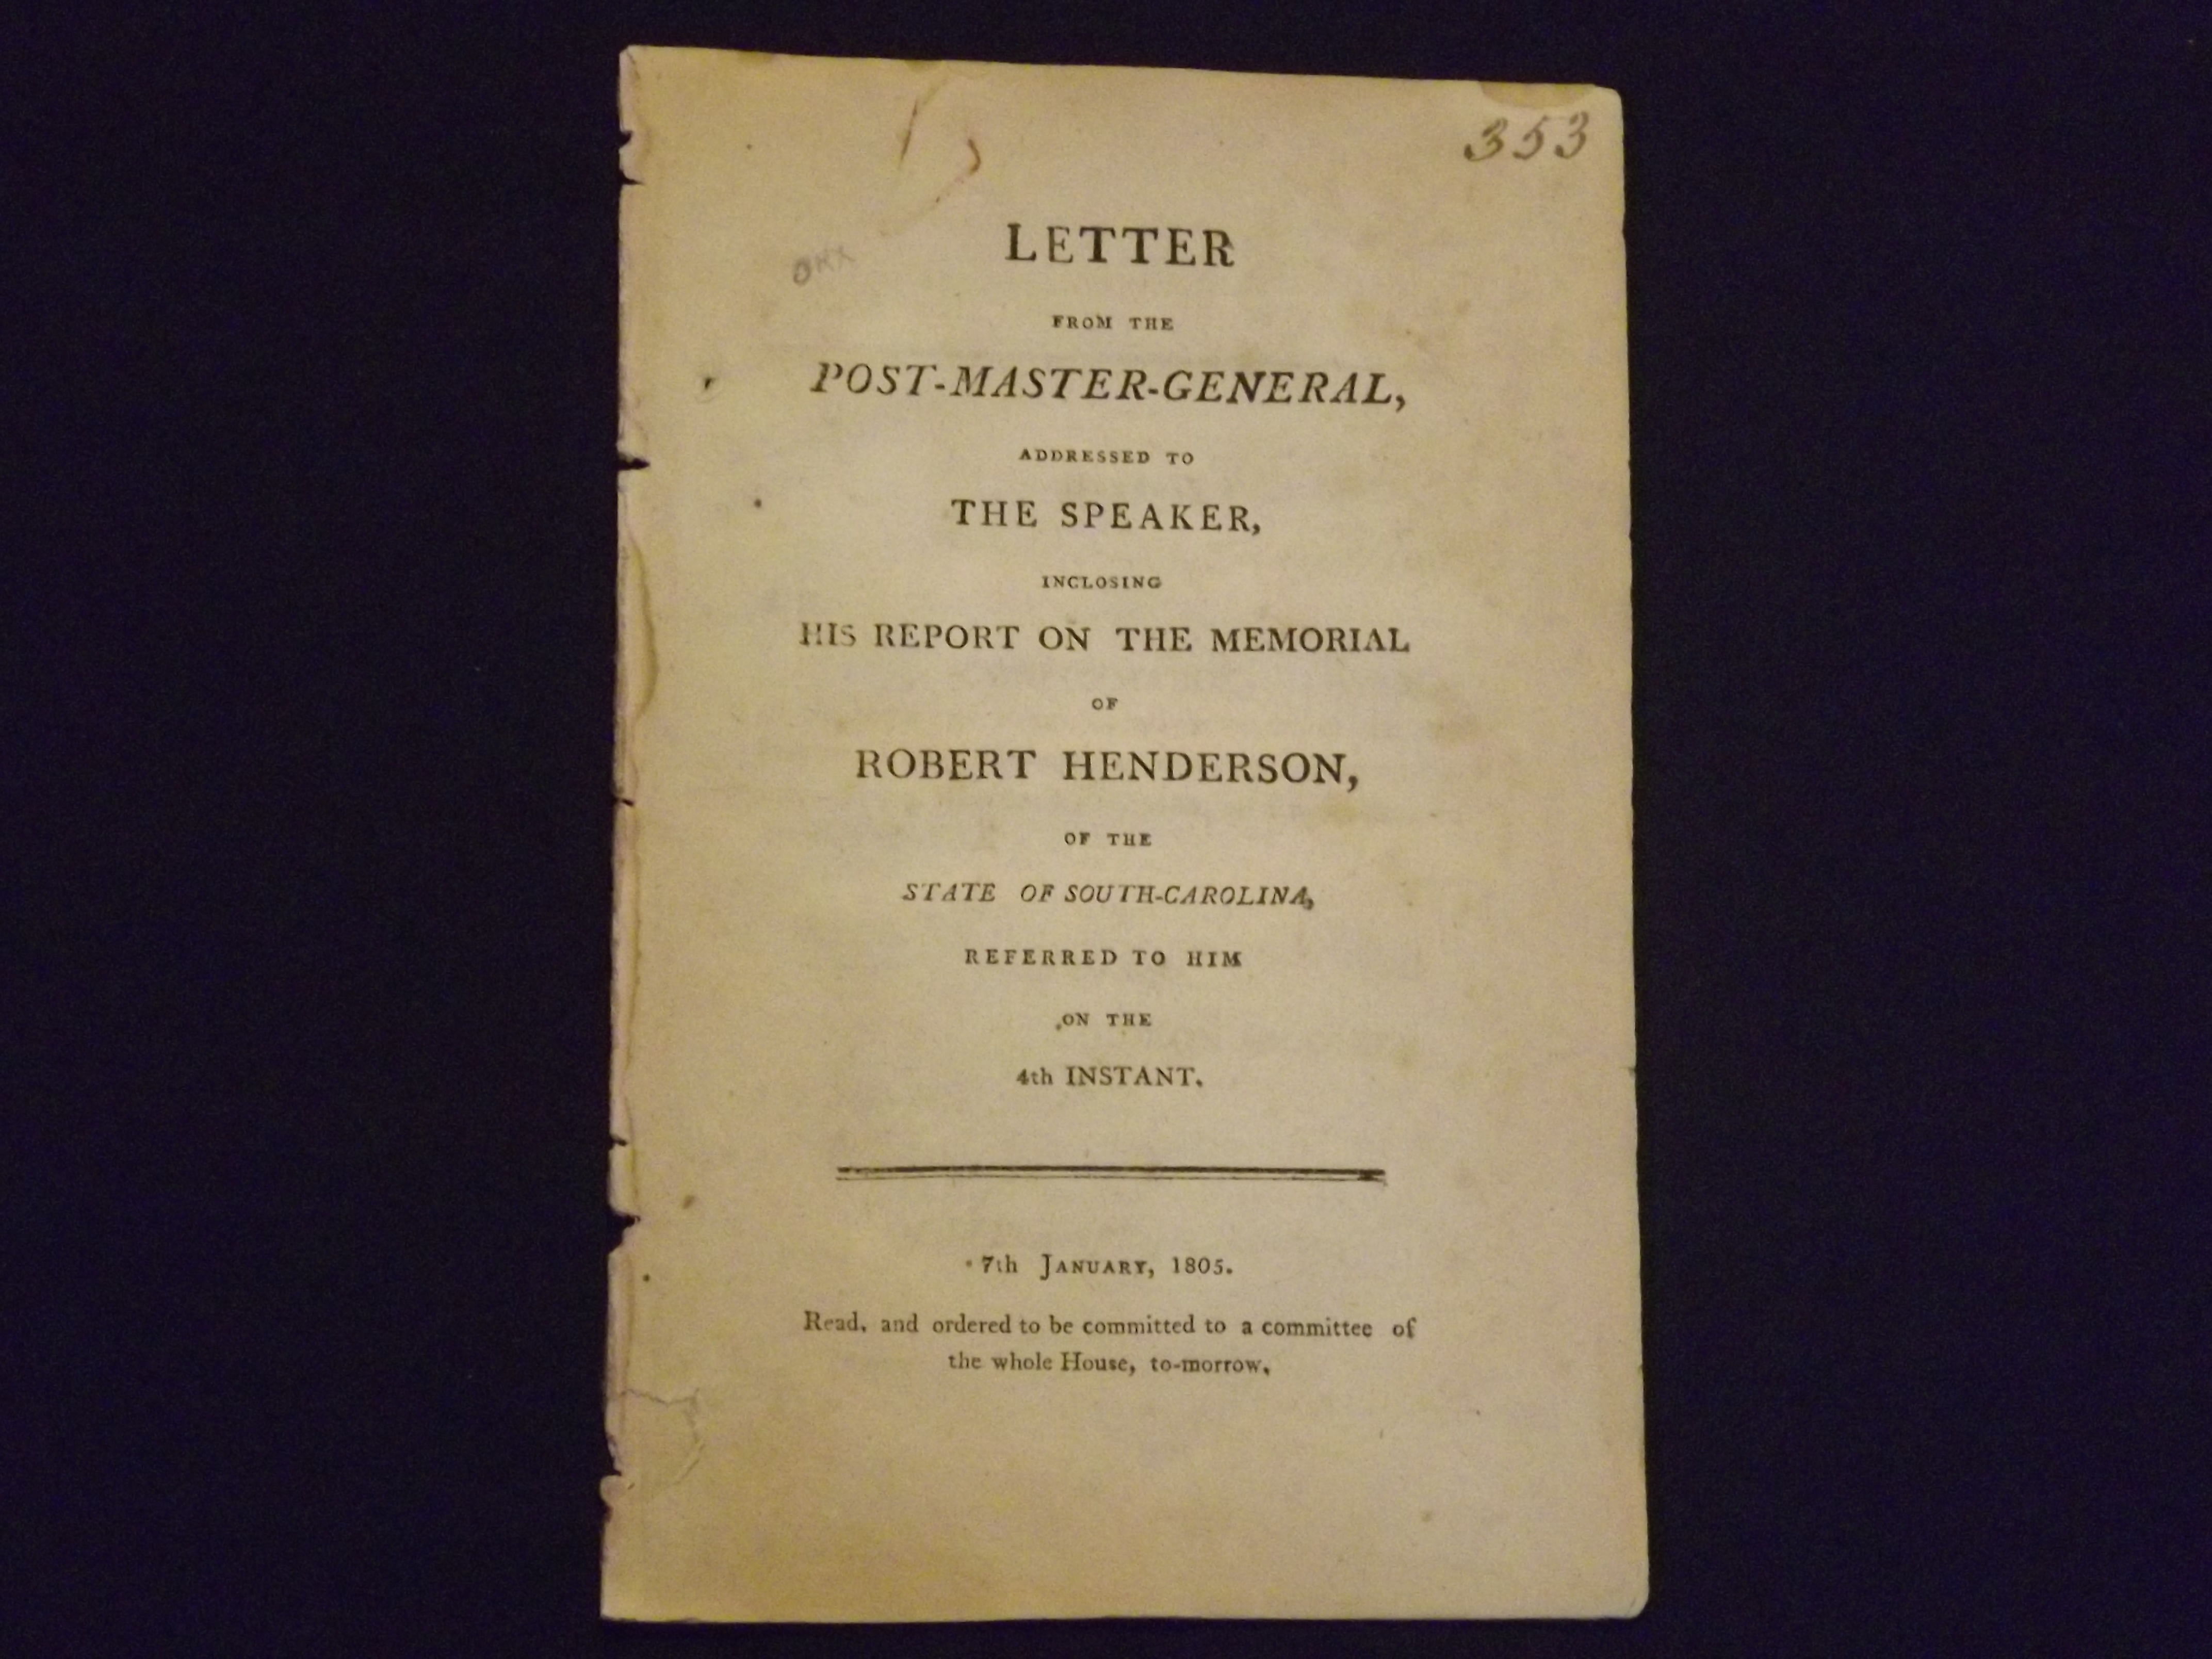 353
LETTER
FROM THE
POST-MASTER-GENERAL,
ADDRESSED TO
THE SPEAKER,
INCLOSING
HIS REPORT ON THE MEMORIAL
OF
ROBERT HENDERSON,
OF THE
STATE OF SOUTH-CAROLINA,
REFERRED TO HIM
ON THE
4th INSTANT.
7th JANUARY, 1805.
Read, and ordered to be committed to a committee of
the whole House, to-morrow.